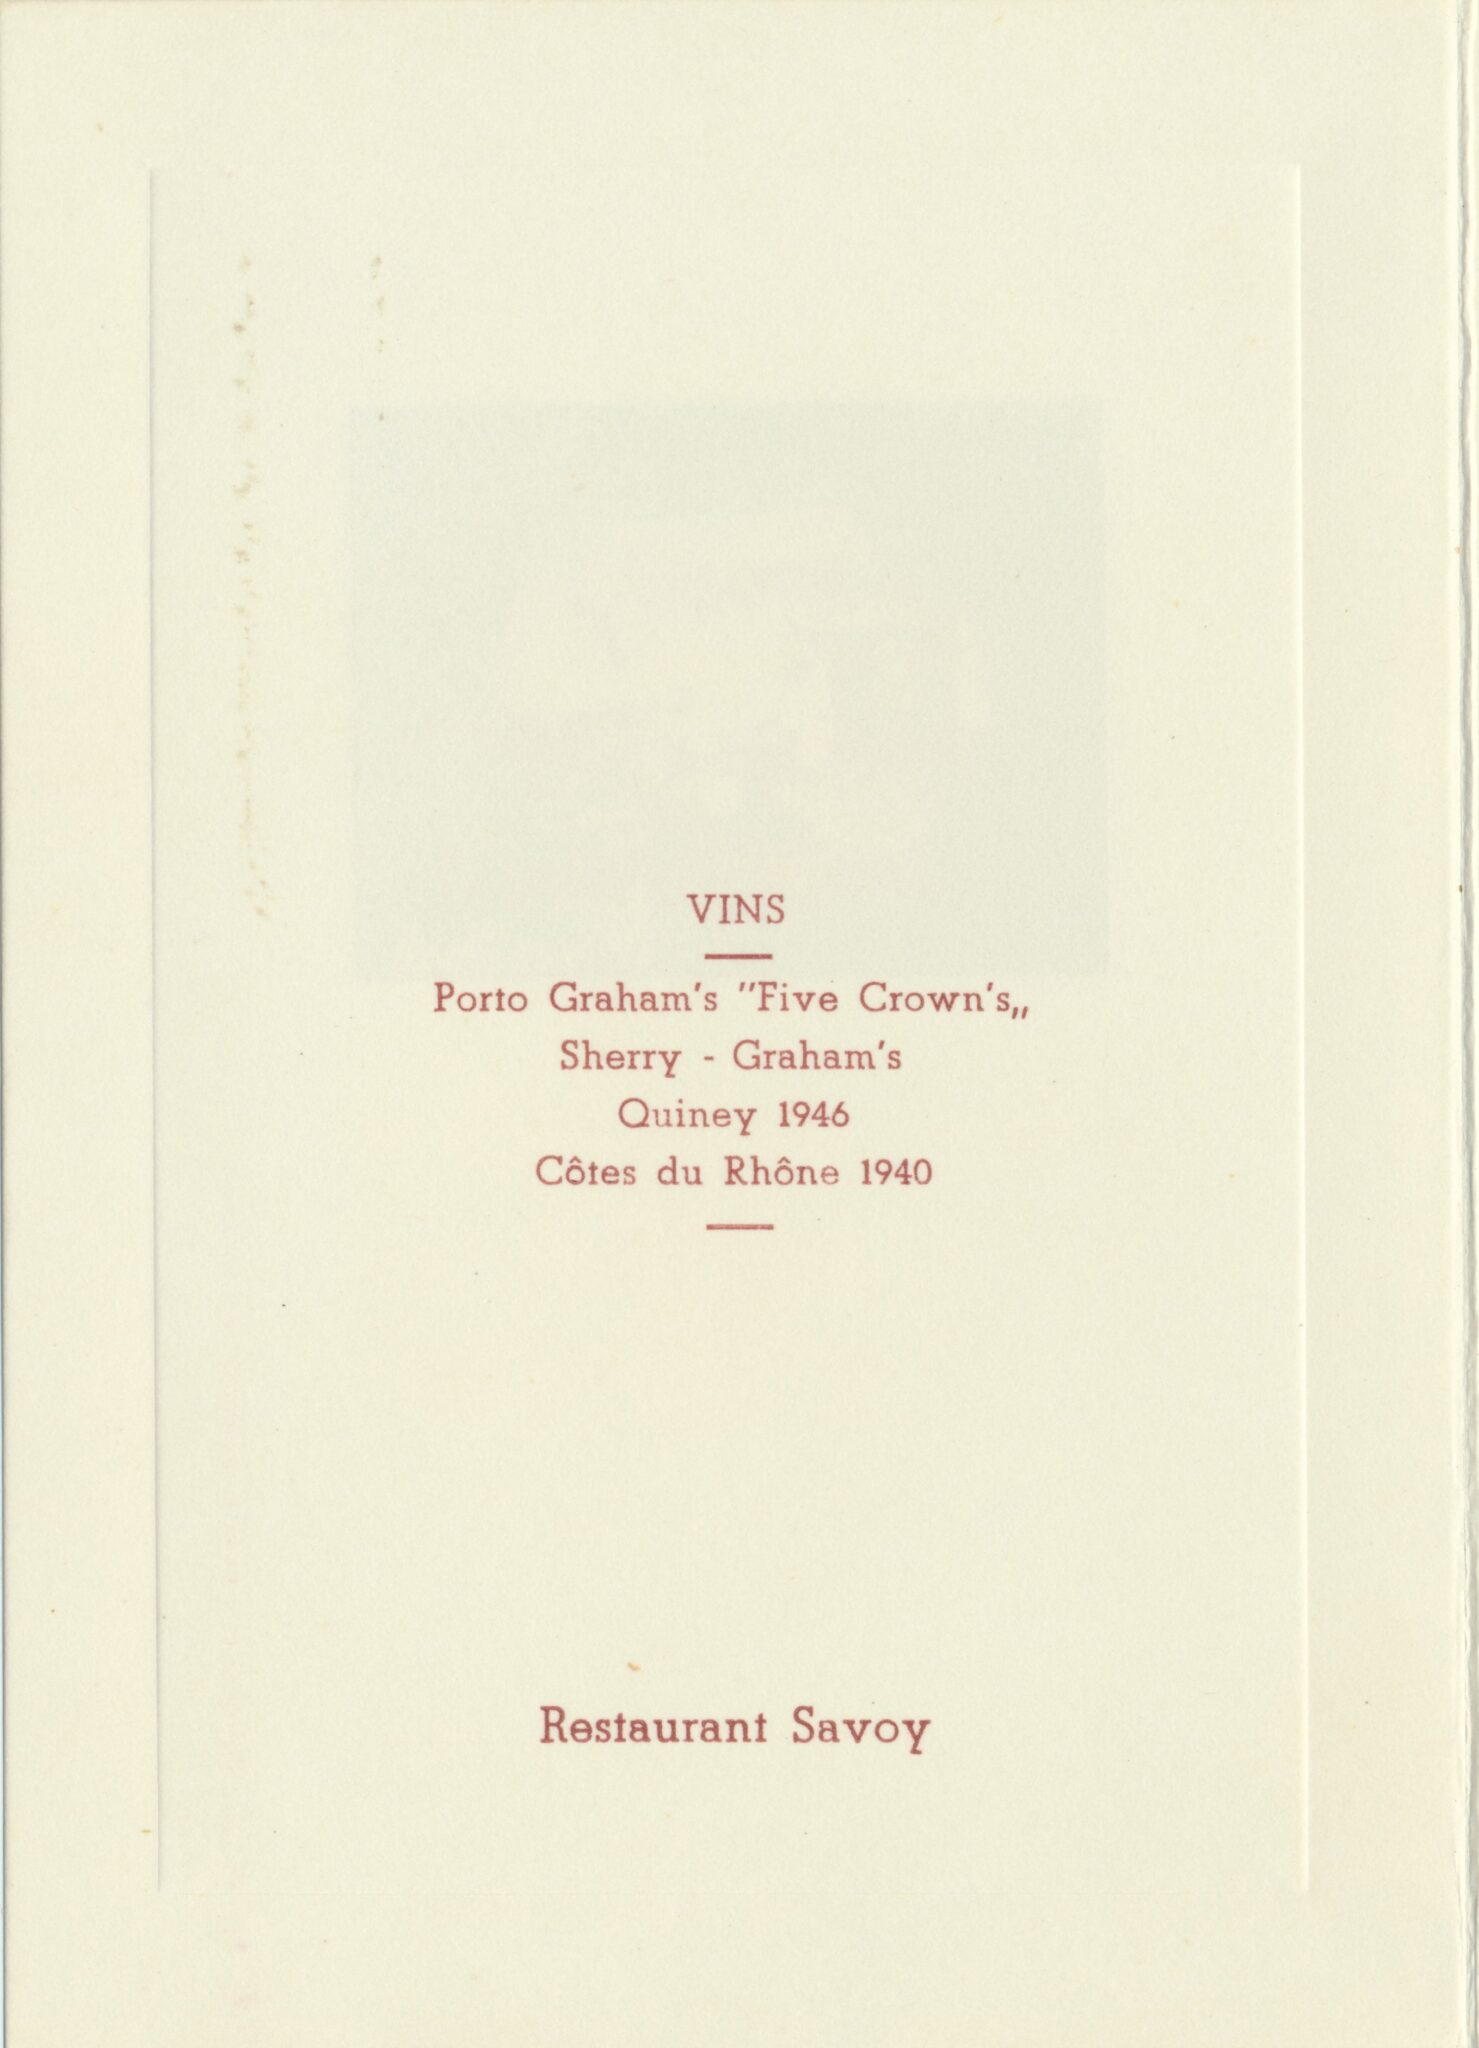 VINS
Porto Graham's "Five Crown's„
Sherry - Graham's
Quiney 1946
Côtes du Rhône 1940
Restaurant Savoy